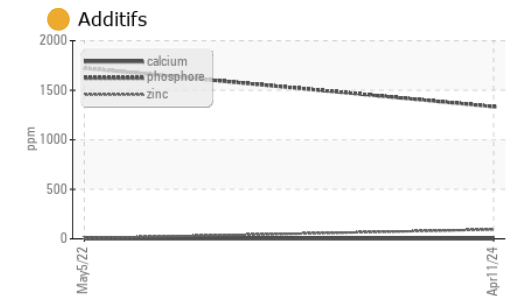 Additifs
2000
1500
1000
500
0
ppm
calcium
phosphore
zinc
May5/22
Apr11/24